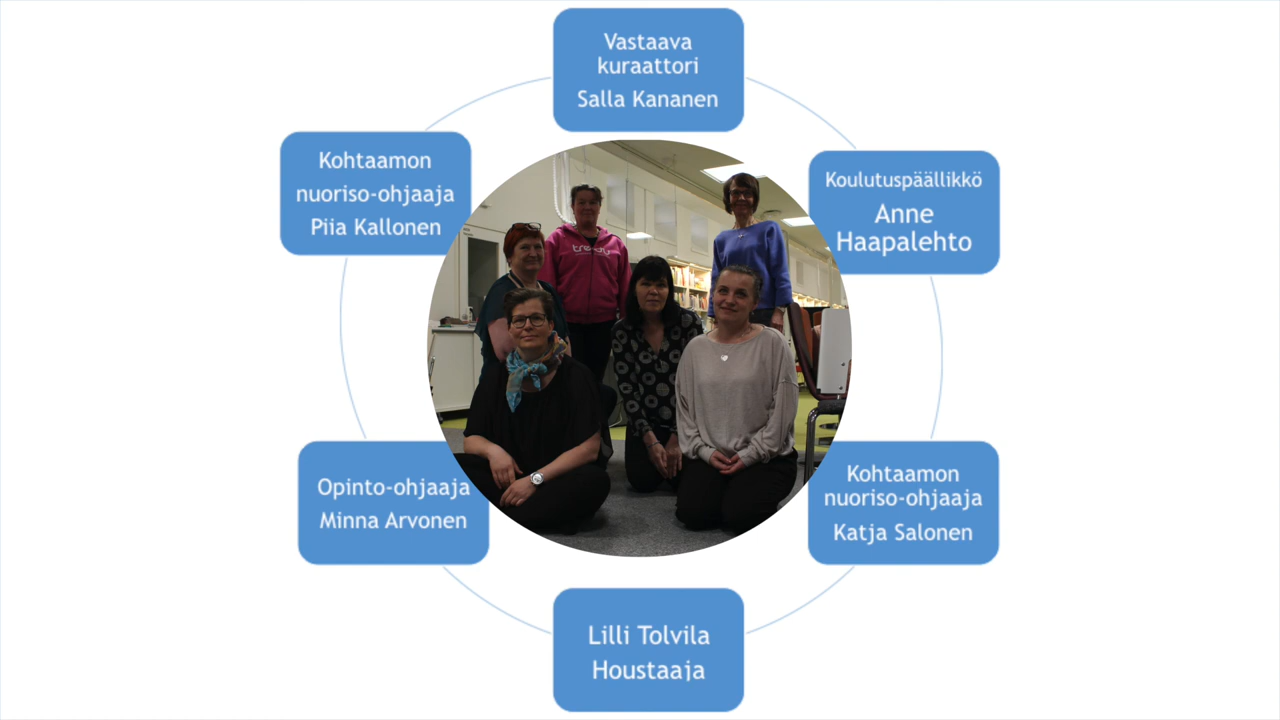 Vastaava
kuraattori
Salla Kananen
Koulutuspäällikkö
Anne
Haapalehto
Kohtaamon
nuoriso-ohjaaja
Katja Salonen
Lilli Tolvila
Houstaaja
Opinto-ohjaaja
Minna Arvonen
Kohtaamon
nuoriso-ohjaaja
Piia Kallonen